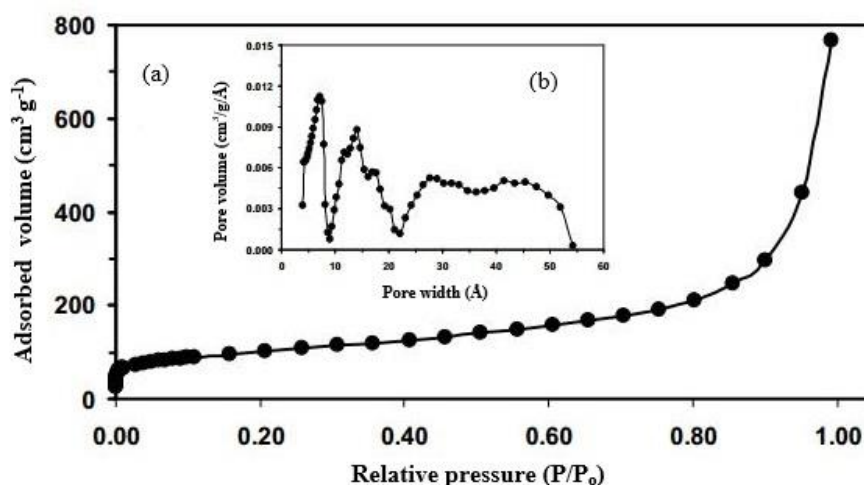 800
600
400
200
0
0.00 0.20 0.40 0.60 0.80 1.00
Adsorbed volume (cm³ g⁻¹)
Relative pressure (P/Pₒ)
(a)
(b)
0.015
0.012
0.009
0.006
0.003
0.000
0 10 20 30 40 50 60
Pore volume (cm³/g/Å)
Pore width (Å)